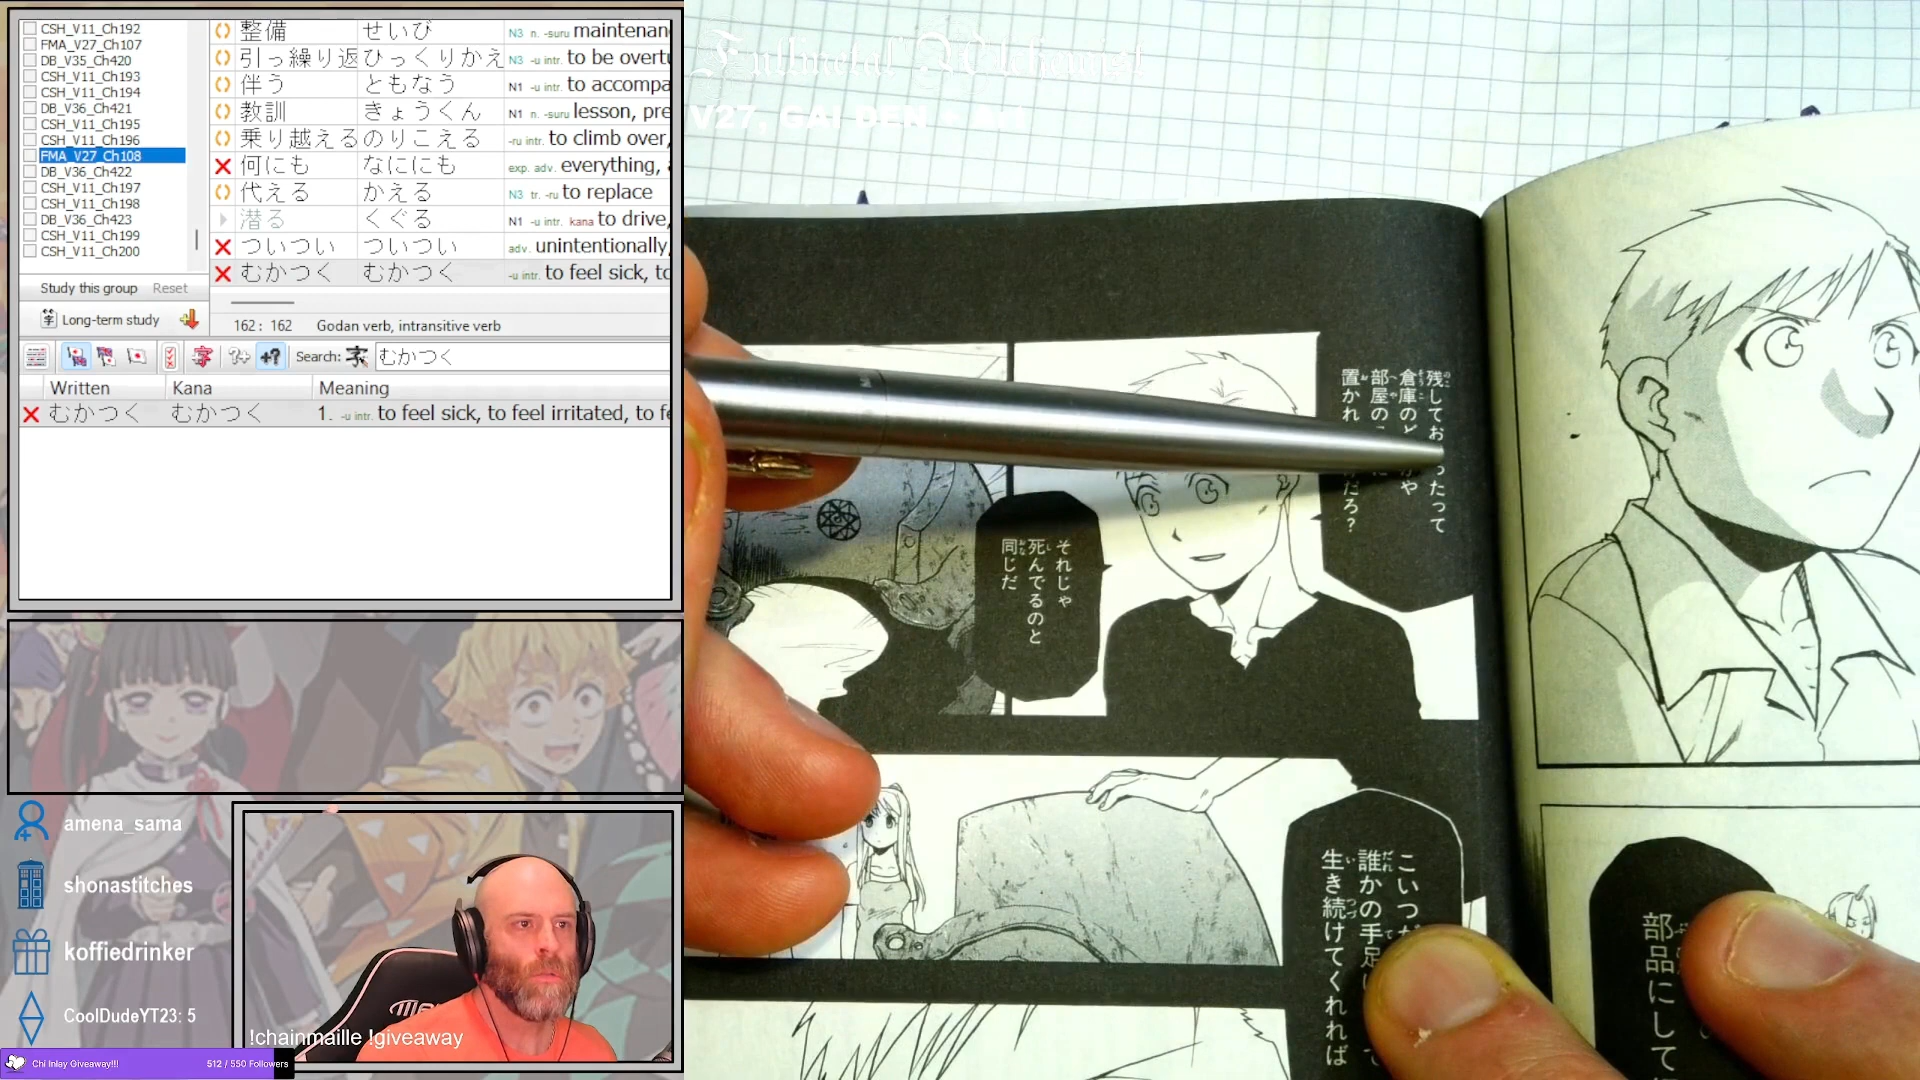 CSH_V11_Ch192
FMA_V27_Ch107
DB_V35_Ch420
CSH_V11_Ch193
CSH_V11_Ch194
DB_V36_Ch421
CSH_V11_Ch195
CSH_V11_Ch196
FMA_V27_Ch108
DB_V36_Ch422
CSH_V11_Ch197
CSH_V11_Ch198
DB_V36_Ch423
CSH_V11_Ch199
CSH_V11_Ch200
Study this group Reset
Long-term study
整備 せいび N3 n. -suru maintenan
引っ繰り返 ひっくりかえ N3 -u intr. to be overtu
伴う ともなう N1 -u intr. to accompa
教訓 きょうくん N1 n. -suru lesson, pre
乗り越える のりこえる -ru intr. to climb over,
何にも なににも exp. adv. everything, a
代える かえる N3 tr. -ru to replace
潜る くぐる N1 -u intr. kana to drive,
ついつい ついつい adv. unintentionally,
むかつく むかつく -u intr. to feel sick, to
162: 162 Godan verb, intransitive verb
Search: むかつく
Written Kana Meaning
むかつく むかつく 1. -u intr. to feel sick, to feel irritated, to fe
amena_sama
shonastitches
koffiedrinker
CoolDudeYT23: 5
!chainmaille !giveaway
Chi Inlay Giveaway!!! 512 / 550 Followers
Fullmetal Alchemist
V27, GAIDEN
残してお ったって
倉庫のど や
部屋の
置かれ だろ？
それじゃ
死んでるのと
同じだ
こいつ
誰かの手足
生き続けてくれれば
部品にして